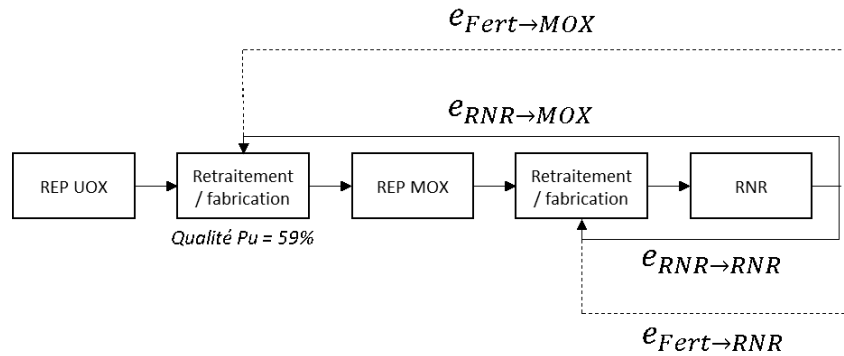 e_{Fert→MOX}
e_{RNR→MOX}
REP UOX
Retraitement
/ fabrication
REP MOX
Retraitement
/ fabrication
RNR
Qualité Pu = 59%
e_{RNR→RNR}
e_{Fert→RNR}